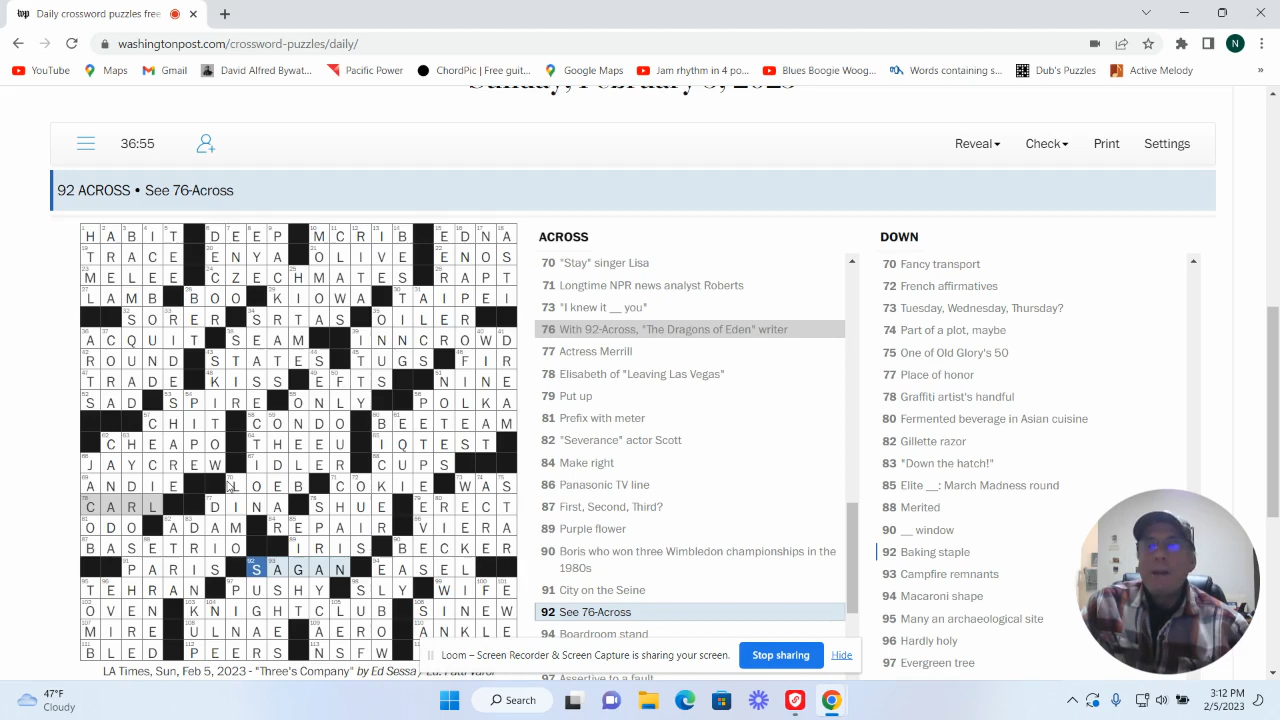 Daily crossword puzzles free
washingtonpost.com/crossword-puzzles/daily/
YouTube Maps Gmail David Alfred Bywat... Pacific Power ChordPic | Free guit... Google Maps Jam rhythm in 4 po... Blues Boogie Woog... Words containing s... Dub's Puzzles Active Melody »
Sunday, February 5, 2023
36:55 Reveal Check Print Settings
92 ACROSS • See 76-Across
H A B I T D E E P M C R I B E D N A
T R A C E E N Y A O L I V E E N O S
M E L E E C Z E C H M A T E S R A P T
L A M B B O O K I O W A T A I P E I
S O R E R S R T A S O I L E R
A C Q U I T S E A M I N N C R O W D
R O U N D S T A T E S T U G S F I R
T R A D E K I S S E F T S N I N E
S A D S P I R E O N L Y P O L K A
C H I T C O N D O B E E T E A M
C H E A P O T H E E U I Q T E S T
J A Y C R E W I D L E R C U P S
A N D I E L O E B C O K I E W A S
C A R L D I N A S U E E R E C T
O D O A D A M R E P A I R V I E R A
B A S E T R I O I R I S B E C K E R
P A R I S S A G A N E A S E L
T E H R A N P U S H Y S L Y W I F E
O V E N K N I G H T C L U B S I N E W
M I R E U N A E A E R O A N K L E
B L E D P E E R S N S F W
LA Times, Sun, Feb 5, 2023 - "Three's Company" by Ed Sessa / Ed. Patti Varol
ACROSS
70 "Stay" singer Lisa
71 Longtime NPR news analyst Roberts
73 "I knew it __ you"
76 With 92-Across, "The Dragons of Eden" writer
77 Actress Merrill
78 Elisabeth of "Leaving Las Vegas"
79 Put up
81 Prefix with meter
82 "Severance" actor Scott
84 Make right
86 Panasonic TV line
87 First, Second, Third?
89 Purple flower
90 Boris who won three Wimbledon championships in the
1980s
91 City on the Seine
92 See 76-Across
94 Boardroom stand
97 Assertive to a fault
DOWN
70 Fancy transport
72 French affirmatives
73 Tuesday, Wednesday, Thursday?
74 Part of a plot, maybe
75 One of Old Glory's 50
77 Place of honor
78 Graffiti artist's handful
80 Fermented beverage in Asian cuisine
82 Gillette razor
83 "Down the hatch!"
85 Elite __: March Madness round
88 Merited
90 __ window
92 Baking staple
93 Campfire remnants
94 Macaroni shape
95 Many an archaeological site
96 Hardly holy
97 Evergreen tree
Loom – Screen Recorder & Screen Capture is sharing your screen. Stop sharing Hide
47°F
Cloudy
Search
3:12 PM
2/5/2023